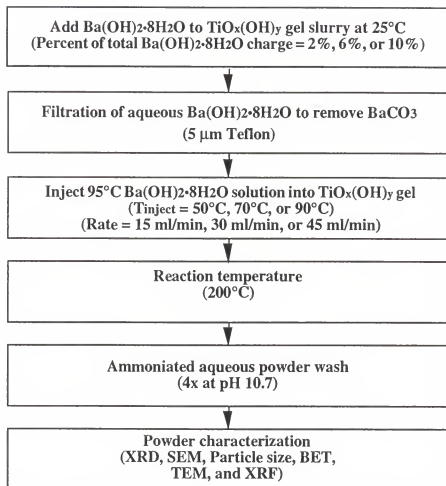 Add Ba(OH)2•8H2O to TiOx(OH)y gel slurry at 25°C
(Percent of total Ba(OH)2•8H2O charge = 2%, 6%, or 10%)
Filtration of aqueous Ba(OH)2•8H2O to remove BaCO3
(5 µm Teflon)
Inject 95°C Ba(OH)2•8H2O solution into TiOx(OH)y gel
(Tinject = 50°C, 70°C, or 90°C)
(Rate = 15 ml/min, 30 ml/min, or 45 ml/min)
Reaction temperature
(200°C)
Ammoniated aqueous powder wash
(4x at pH 10.7)
Powder characterization
(XRD, SEM, Particle size, BET,
TEM, and XRF)